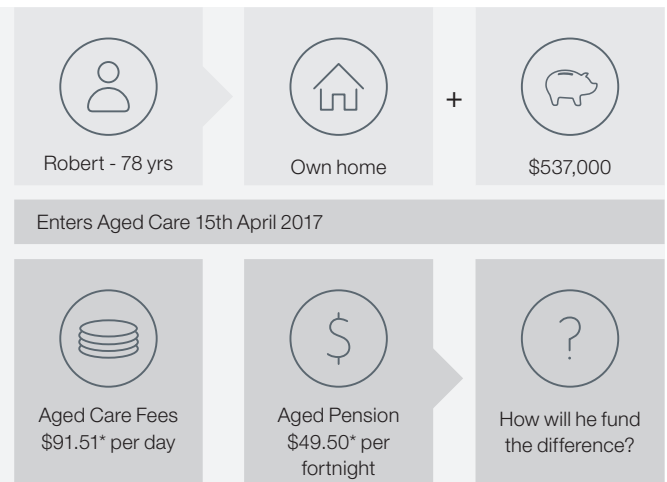 Robert - 78 yrs
Own home
+
$537,000
Enters Aged Care 15th April 2017
$
?
Aged Care Fees
$91.51* per day
Aged Pension
$49.50* per
fortnight
How will he fund
the difference?